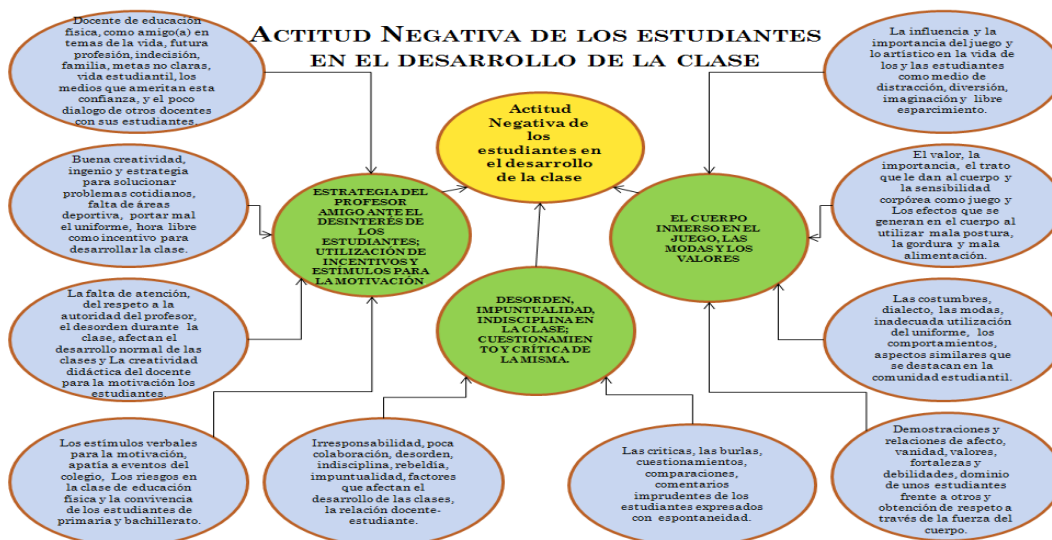 ACTITUD NEGATIVA DE LOS ESTUDIANTES
EN EL DESARROLLO DE LA CLASE
Docente de educación
física, como amigo(a) en
temas de la vida, futura
profesión, indecisión,
familia, metas no claras,
vida estudiantil, los
medios que ameritan esta
confianza, y el poco
dialogo de otros docentes
con sus estudiantes.
La influencia y la
importancia del juego y
lo artístico en la vida de
los y las estudiantes
como medio de
distracción, diversión,
imaginación y libre
esparcimiento.
Actitud
Negativa de
los
estudiantes en
el desarrollo
de la clase
Buena creatividad,
ingenio y estrategia
para solucionar
problemas cotidianos,
falta de áreas
deportiva, portar mal
el uniforme, hora libre
como incentivo para
desarrollar la clase.
ESTRATEGIA DEL
PROFESOR
AMIGO ANTE EL
DESINTERÉS DE
LOS
ESTUDIANTES;
UTILIZACIÓN DE
INCENTIVOS Y
ESTÍMULOS PARA
LA MOTIVACIÓN
EL CUERPO
INMERSO EN EL
JUEGO, LAS
MODAS Y LOS
VALORES
El valor, la
importancia, el trato
que le dan al cuerpo y
la sensibilidad
corpórea como juego y
Los efectos que se
generan en el cuerpo al
utilizar mala postura,
la gordura y mala
alimentación.
DESORDEN,
IMPUNTUALIDAD,
INDISCIPLINA EN
LA CLASE;
CUESTIONAMIEN
TO Y CRÍTICA DE
LA MISMA.
La falta de atención,
del respeto a la
autoridad del profesor,
el desorden durante la
clase, afectan el
desarrollo normal de las
clases y La creatividad
didáctica del docente
para la motivación los
estudiantes.
Las costumbres,
dialecto, las modas,
inadecuada utilización
del uniforme, los
comportamientos,
aspectos similares que
se destacan en la
comunidad estudiantil.
Los estímulos verbales
para la motivación,
apatía a eventos del
colegio, Los riesgos en
la clase de educación
física y la convivencia
de los estudiantes de
primaria y bachillerato.
Irresponsabilidad, poca
colaboración, desorden,
indisciplina, rebeldía,
impuntualidad, factores
que afectan el
desarrollo de las clases,
la relación docente-
estudiante.
Las criticas, las burlas,
cuestionamientos,
comparaciones,
comentarios
imprudentes de los
estudiantes expresados
con espontaneidad.
Demostraciones y
relaciones de afecto,
vanidad, valores,
fortalezas y
debilidades, dominio
de unos estudiantes
frente a otros y
obtención de respeto a
través de la fuerza del
cuerpo.